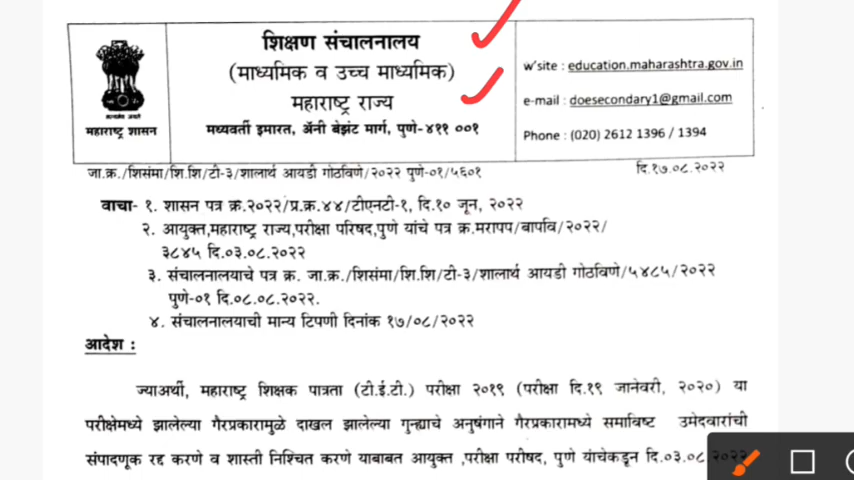 शिक्षण संचालनालय
(माध्यमिक व उच्च माध्यमिक)
महाराष्ट्र राज्य
मध्यवर्ती इमारत, ॲनी बेझंट मार्ग, पुणे-४११ ००१
महाराष्ट्र शासन
w'site : education.maharashtra.gov.in
e-mail : doesecondary1@gmail.com
Phone : (020) 2612 1396 / 1394
जा.क्र./शिसंमा/शि.शि/टी-३/शालार्थ आयडी गोठविणे/२०२२ पुणे-०१/५६०१
दि.१७.०८.२०२२
वाचा- १. शासन पत्र क्र.२०२२/प्र.क्र.४४/टीएनटी-१, दि.१० जून, २०२२
२. आयुक्त,महाराष्ट्र राज्य,परीक्षा परिषद,पुणे यांचे पत्र क्र.मरापप/बापवि/२०२२/
३८४५ दि.०३.०८.२०२२
३. संचालनालयाचे पत्र क्र. जा.क्र./शिसंमा/शि.शि/टी-३/शालार्थ आयडी गोठविणे/५४८५/२०२२
पुणे-०१ दि.०८.०८.२०२२.
४. संचालनालयाची मान्य टिपणी दिनांक १७/०८/२०२२
आदेश :
ज्याअर्थी, महाराष्ट्र शिक्षक पात्रता (टी.ई.टी.) परीक्षा २०१९ (परीक्षा दि.१९ जानेवरी, २०२०) या
परीक्षेमध्ये झालेल्या गैरप्रकारामुळे दाखल झालेल्या गुन्ह्याचे अनुषंगाने गैरप्रकारामध्ये समाविष्ट उमेदवारांची
संपादणूक रद्द करणे व शास्ती निश्चित करणे याबाबत आयुक्त ,परीक्षा परीषद, पुणे यांचेकडून दि.०३.०८.२०२२